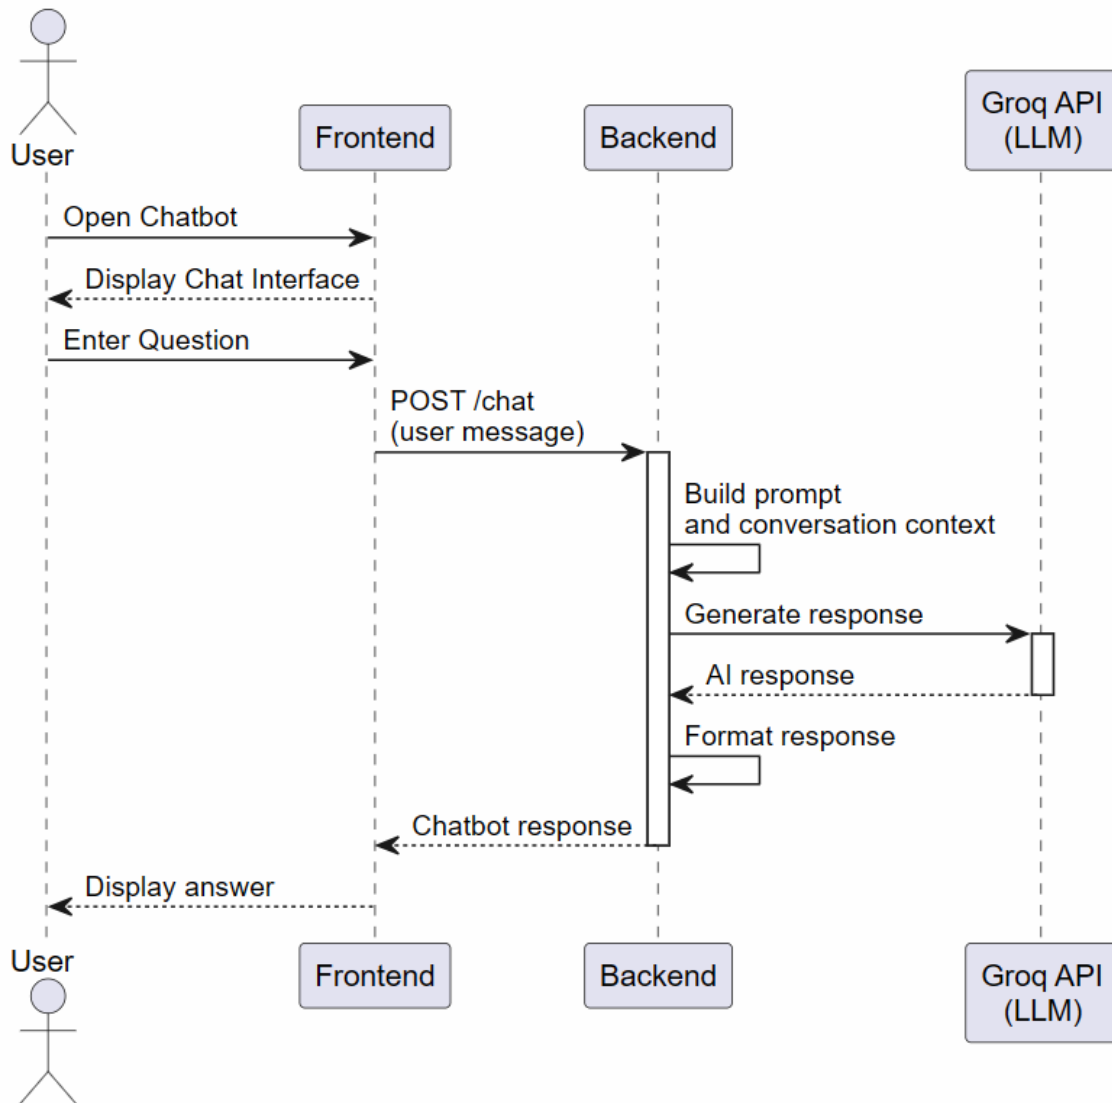 User
Frontend
Backend
Groq API
(LLM)
Open Chatbot
Display Chat Interface
Enter Question
POST /chat
(user message)
Build prompt
and conversation context
Generate response
AI response
Format response
Chatbot response
Display answer
User
Frontend
Backend
Groq API
(LLM)